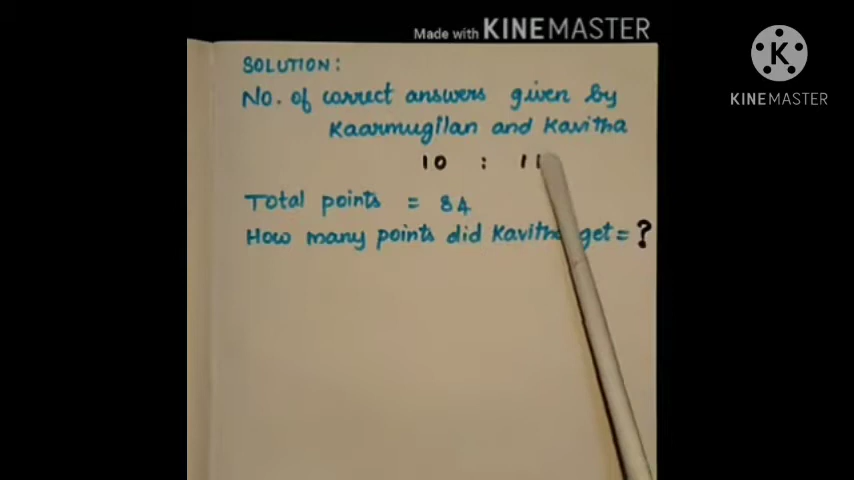 Made with KINEMASTER
KINEMASTER
SOLUTION:
No. of correct answers given by
Kaarmugilan and Kavitha
10 : 11
Total points = 84
How many points did Kavitha get = ?